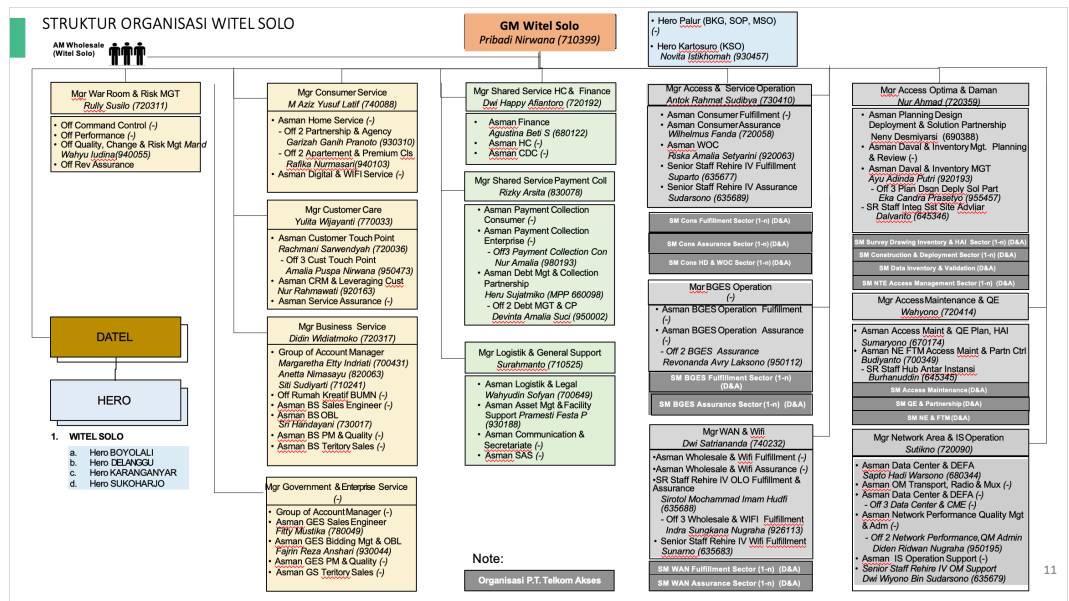 STRUKTUR ORGANISASI WITEL SOLO
AM Wholesale
(Witel Solo)
GM Witel Solo
Pribadi Nirwana (710399)
• Hero Palur (BKG, SOP, MSO)
(-)
• Hero Kartosuro (KSO)
Novita Istikhomah (930457)
Mgr War Room & Risk MGT
Rully Susilo (720311)
• Off Command Control (-)
• Off Performance (-)
• Off Quality, Change & Risk Mgt Mand
Wahyu Iudina(940055)
• Off Rev Assurance
DATEL
HERO
1. WITEL SOLO
a. Hero BOYOLALI
b. Hero DELANGGU
c. Hero KARANGANYAR
d. Hero SUKOHARJO
Mgr Consumer Service
M Aziz Yusuf Latif (740088)
• Asman Home Service (-)
- Off 2 Partnership & Agency
Garizah Ganih Pranoto (930310)
- Off 2 Apartement & Premium Cls
Rafika Nurmasari(940103)
• Asman Digital & WIFI Service (-)
Mgr Customer Care
Yulita Wijayanti (770033)
• Asman Customer Touch Point
Rachmani Sarwendyah (720036)
- Off 3 Cust Touch Point
Amalia Puspa Nirwana (950473)
• Asman CRM & Leveraging Cust
Nur Rahmawati (920163)
• Asman Service Assurance (-)
Mgr Business Service
Didin Widiatmoko (720317)
• Group of Account Manager
Margaretha Etty Indriati (700431)
Anetta Nimasayu (820063)
Siti Sudiyarti (710241)
• Off Rumah Kreatif BUMN (-)
• Asman BS Sales Engineer (-)
• Asman BS OBL
Sri Handayani (730017)
• Asman BS PM & Quality (-)
• Asman BS Teritory Sales (-)
Mgr Government & Enterprise Service
(-)
• Group of AccountManager (-)
• Asman GES Sales Engineer
Fitty Mustika (780049)
• Asman GES Bidding Mgt & OBL
Fajrin Reza Anshari (930044)
• Asman GES PM & Quality (-)
• Asman GS Teritory Sales (-)
Mgr Shared Service HC & Finance
Dwi Happy Afiantoro (720192)
• Asman Finance
Agustina Beti S (680122)
• Asman HC (-)
• Asman CDC (-)
Mgr Shared Service Payment Coll
Rizky Arsita (830078)
• Asman Payment Collection
Consumer (-)
• Asman Payment Collection
Enterprise (-)
- Off3 Payment Collection Con
Nur Amalia (980193)
• Asman Debt Mgt & Collection
Partnership
Heru Sujatmiko (MPP 660098)
- Off 2 Debt MGT & CP
Devinta Amalia Suci (950002)
Mgr Logistik & General Support
Surahmanto (710525)
• Asman Logistik & Legal
Wahyudin Sofyan (700649)
• Asman Asset Mgt & Facility
Support Pramesti Festa P
(930188)
• Asman Communication &
Secretariate (-)
• Asman SAS (-)
Note:
Organisasi P.T. Telkom Akses
Mgr Access & Service Operation
Antok Rahmat Sudibya (730410)
• Asman Consumer Fulfillment (-)
• Asman Consumer Assurance
Wilhelmus Fanda (720058)
• Asman WOC
Riska Amalia Setyarini (920063)
• Senior Staff Rehire IV Fulfillment
Suparto (635677)
• Senior Staff Rehire IV Assurance
Sudarsono (635689)
SM Cons Fulfillment Sector (1-n) (D&A)
SM Cons Assurance Sector (1-n) (D&A)
SM Cons HD & WOC Sector (D&A)
Mgr BGES Operation
(-)
• Asman BGES Operation Fulfillment
(-)
• Asman BGES Operation Assurance
(-)
- Off 2 BGES Assurance
Revonanda Avry Laksono (950112)
SM BGES Fulfillment Sector (1-n)
(D&A)
SM BGES Assurance Sector (1-n) (D&A)
Mgr WAN & Wifi
Dwi Satriananda (740232)
•Asman Wholesale & Wifi Fulfillment (-)
•Asman Wholesale & Wifi Assurance (-)
•SR Staff Rehire IV OLO Fulfillment &
Assurance
Sirotol Mochammad Imam Hudfi
(635688)
- Off 3 Wholesale & WIFI Fulfillment
Indra Sungkana Nugraha (926113)
• Senior Staff Rehire IV Wifi Fulfillment
Sunarno (635683)
SM WAN Fulfillment Sector (1-n) (D&A)
SM WAN Assurance Sector (1-n) (D&A)
Mgr Access Optima & Daman
Nur Ahmad (720359)
• Asman Planning Design
Deployment & Solution Partnership
Neny Desmiyarsi (690388)
• Asman Daval & Inventory Mgt. Planning
& Review (-)
• Asman Daval & Inventory MGT
Ayu Adinda Putri (920193)
- Off 3 Plan Dsgn Deply Sol Part
Eka Candra Prasetyo (955457)
- SR Staff Integ Sst Site Advljar
Dalyanto (645346)
SM Survey Drawing Inventory & HAI Sector (1-n) (D&A)
SM Construction & Deployment Sector (1-n) (D&A)
SM Data Inventory & Validation (D&A)
SM NTE Access Management Sector (1-n) (D&A)
Mgr Access Maintenance & QE
Wahyono (720414)
• Asman Access Maint & QE Plan, HAI
Sumaryono (670174)
• Asman NE FTM Access Maint & Partn Ctrl
Budiyanto (700349)
- SR Staff Hub Antar Instansi
Burhanuddin (645345)
SM Access Maintenance(D&A)
SM QE & Partnership (D&A)
SM NE & FTM(D&A)
Mgr Network Area & IS Operation
Sutikno (720090)
• Asman Data Center & DEFA
Sapto Hadi Warsono (680344)
• Asman OM Transport, Radio & Mux (-)
• Asman Data Center & DEFA (-)
- Off 3 Data Center & CME (-)
• Asman Network Performance Quality Mgt
& Adm (-)
- Off 2 Network Performance,QM Admin
Diden Ridwan Nugraha (950195)
• Asman IS Operation Support (-)
• Senior Staff Rehire IV OM Support
Dwi Wiyono Bin Sudarsono (635679)
11